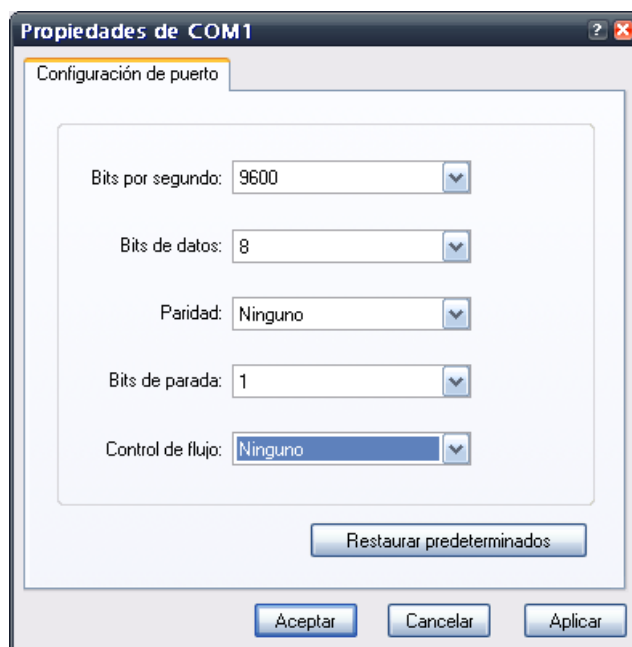 Propiedades de COM1
Configuración de puerto
Bits por segundo: 9600
Bits de datos: 8
Paridad: Ninguno
Bits de parada: 1
Control de flujo: Ninguno
Restaurar predeterminados
Aceptar Cancelar Aplicar